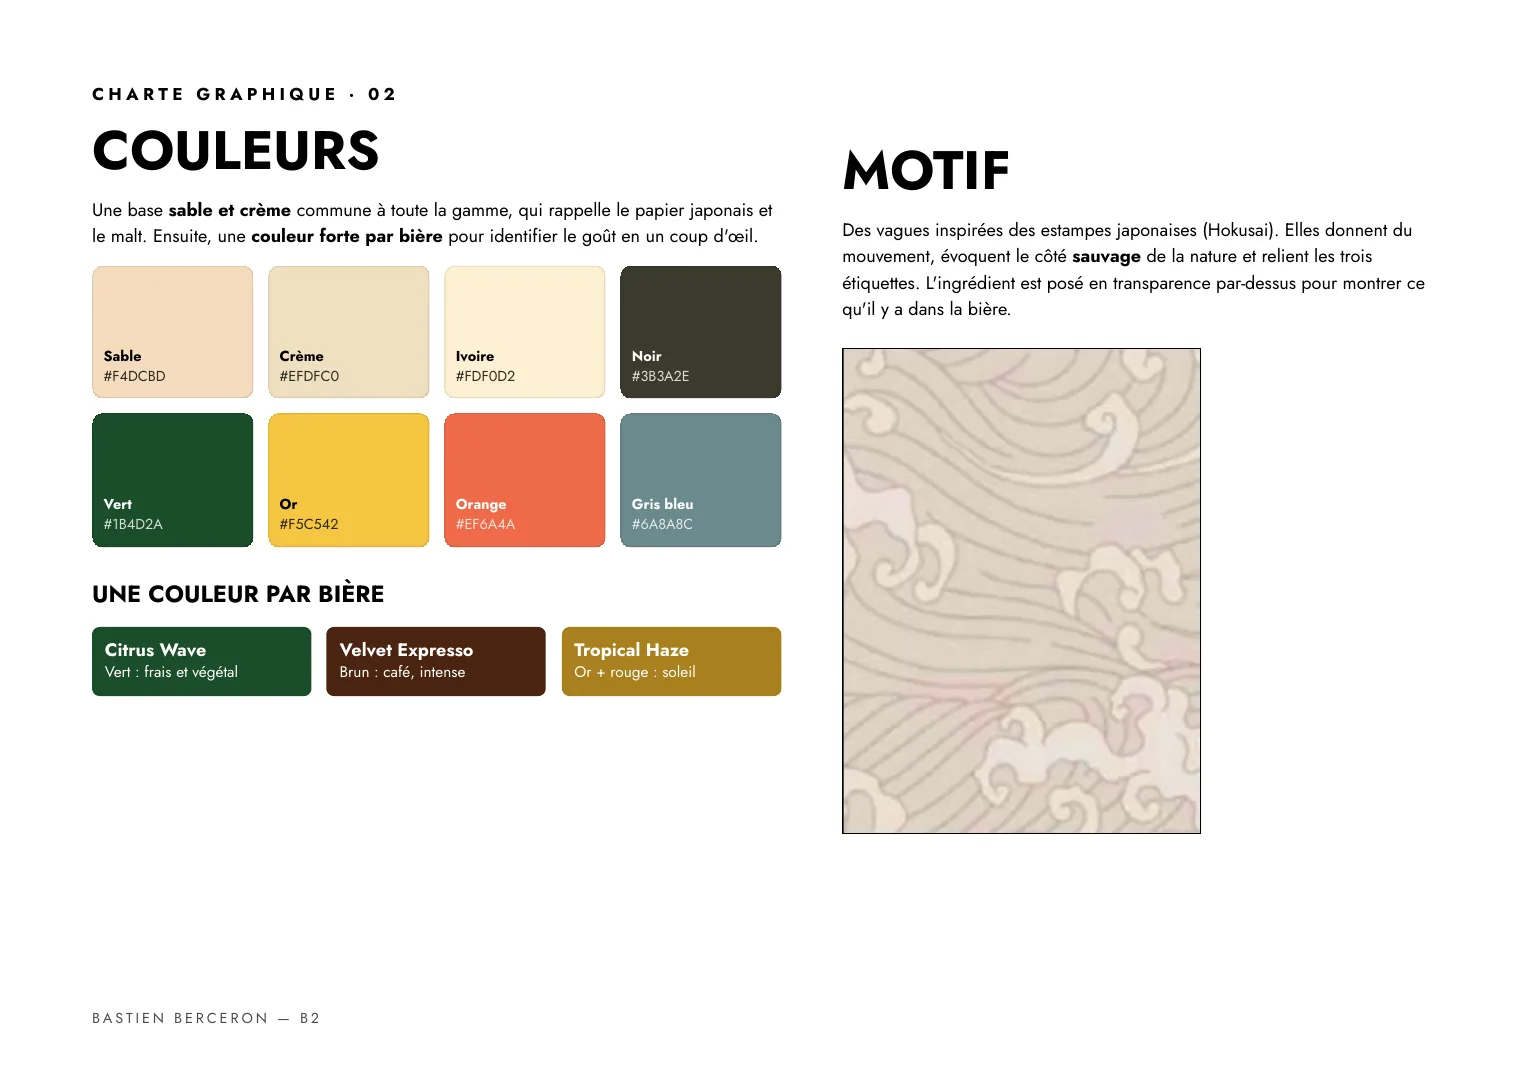 CHARTE GRAPHIQUE · 02
COULEURS
Une base sable et crème commune à toute la gamme, qui rappelle le papier japonais et
le malt. Ensuite, une couleur forte par bière pour identifier le goût en un coup d'œil.
Sable
#F4DCBD
Crème
#EFDFC0
Ivoire
#FDF0D2
Noir
#3B3A2E
Vert
#1B4D2A
Or
#F5C542
Orange
#EF6A4A
Gris bleu
#6A8A8C
UNE COULEUR PAR BIÈRE
Citrus Wave
Vert : frais et végétal
Velvet Expresso
Brun : café, intense
Tropical Haze
Or + rouge : soleil
MOTIF
Des vagues inspirées des estampes japonaises (Hokusai). Elles donnent du
mouvement, évoquent le côté sauvage de la nature et relient les trois
étiquettes. L'ingrédient est posé en transparence par-dessus pour montrer ce
qu'il y a dans la bière.
BASTIEN BERCERON — B2